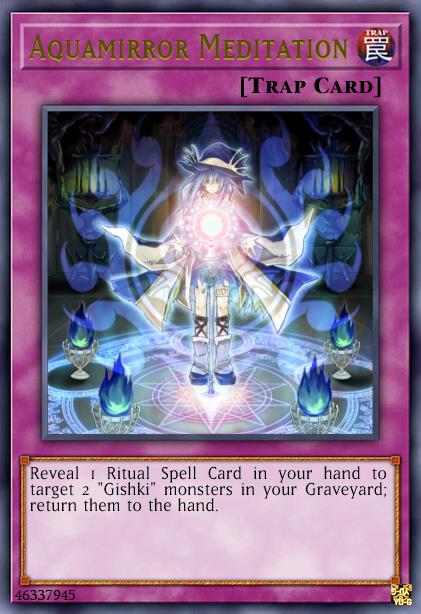 Aquamirror Meditation
TRAP
罠
[Trap Card]
Reveal 1 Ritual Spell Card in your hand to
target 2 "Gishki" monsters in your Graveyard;
return them to the hand.
46337945